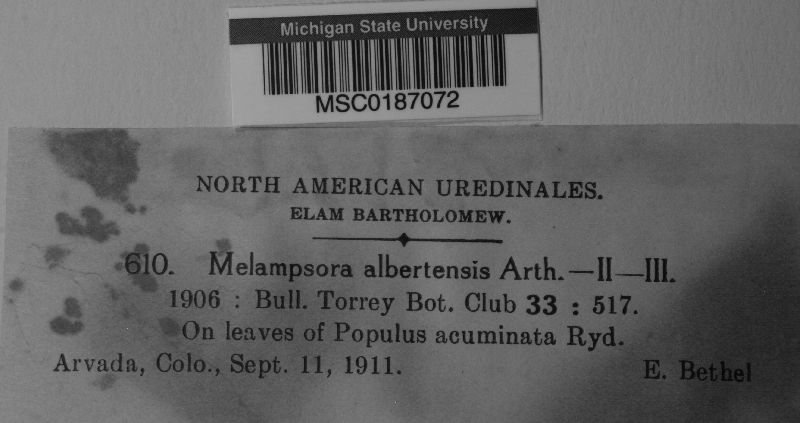 Michigan State University
MSC0187072
NORTH AMERICAN UREDINALES.
ELAM BARTHOLOMEW.
610. Melampsora albertensis Arth.—II—III.
1906 : Bull. Torrey Bot. Club 33 : 517.
On leaves of Populus acuminata Ryd.
Arvada, Colo., Sept. 11, 1911. E. Bethel